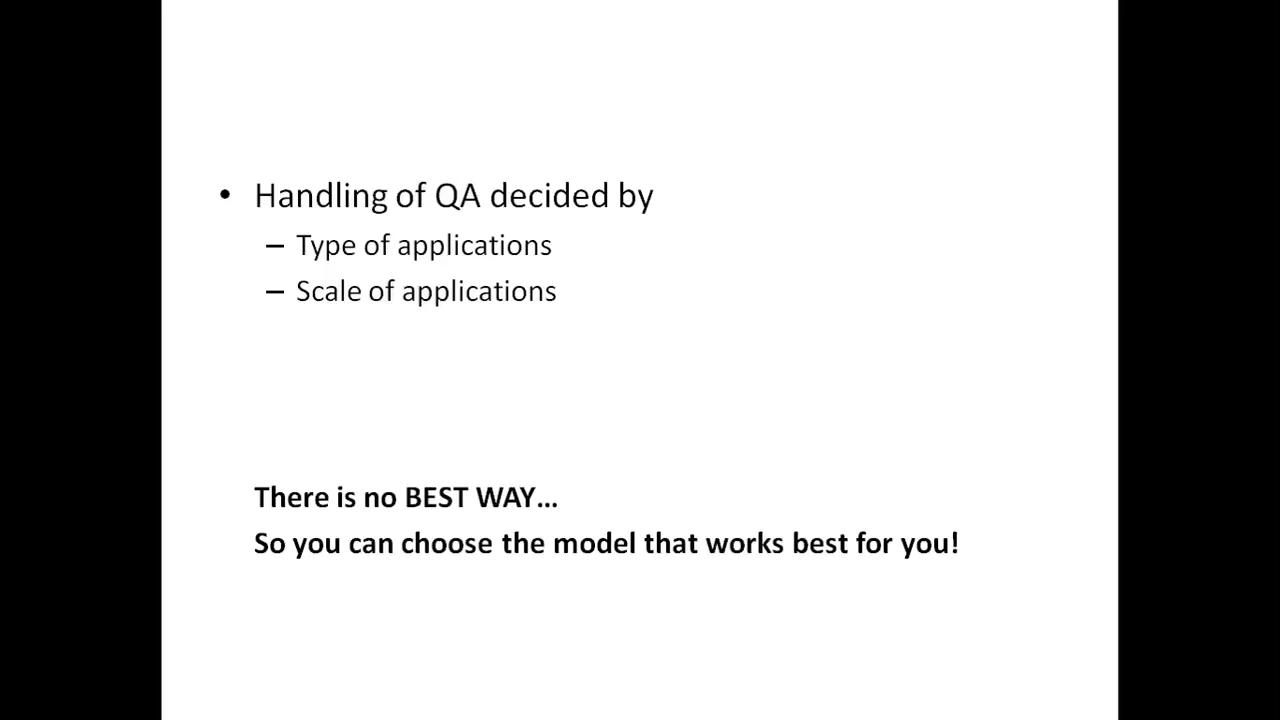 • Handling of QA decided by
– Type of applications
– Scale of applications
There is no BEST WAY...
So you can choose the model that works best for you!